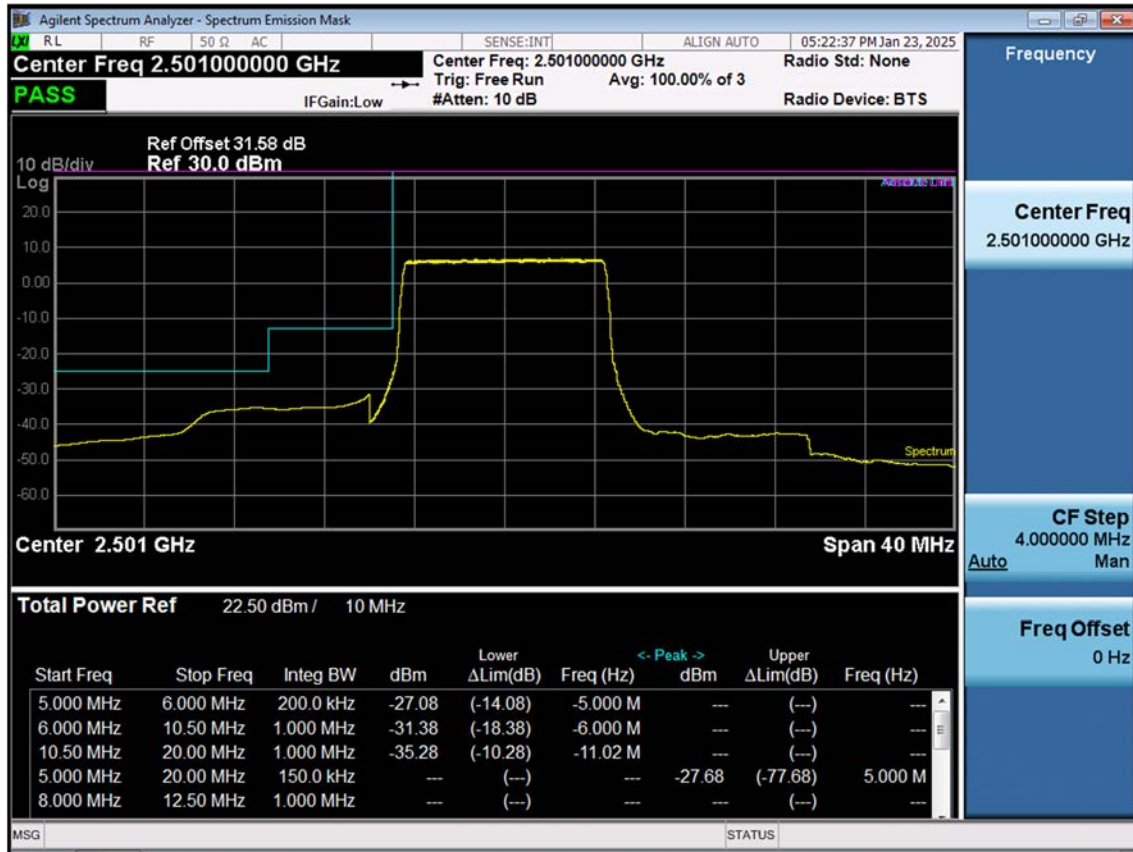 Agilent Spectrum Analyzer - Spectrum Emission Mask
LXI RL RF 50 Ω AC SENSE:INT ALIGN AUTO 05:22:37 PM Jan 23, 2025
Center Freq 2.501000000 GHz
PASS
IFGain:Low
Center Freq: 2.501000000 GHz
Trig: Free Run Avg: 100.00% of 3
#Atten: 10 dB
Radio Std: None
Radio Device: BTS
Ref Offset 31.58 dB
10 dB/div Ref 30.0 dBm
Log
Absolute Limit
20.0
10.0
0.00
-10.0
-20.0
-30.0
-40.0
-50.0
-60.0
Spectrum
Center 2.501 GHz Span 40 MHz
Total Power Ref 22.50 dBm / 10 MHz
Lower <- Peak -> Upper
Start Freq Stop Freq Integ BW dBm ΔLim(dB) Freq (Hz) dBm ΔLim(dB) Freq (Hz)
5.000 MHz 6.000 MHz 200.0 kHz -27.08 (-14.08) -5.000 M --- (---) ---
6.000 MHz 10.50 MHz 1.000 MHz -31.38 (-18.38) -6.000 M --- (---) ---
10.50 MHz 20.00 MHz 1.000 MHz -35.28 (-10.28) -11.02 M --- (---) ---
5.000 MHz 20.00 MHz 150.0 kHz --- (---) --- -27.68 (-77.68) 5.000 M
8.000 MHz 12.50 MHz 1.000 MHz --- (---) --- --- (---) ---
MSG STATUS
Frequency
Center Freq
2.501000000 GHz
CF Step
4.000000 MHz
Auto Man
Freq Offset
0 Hz